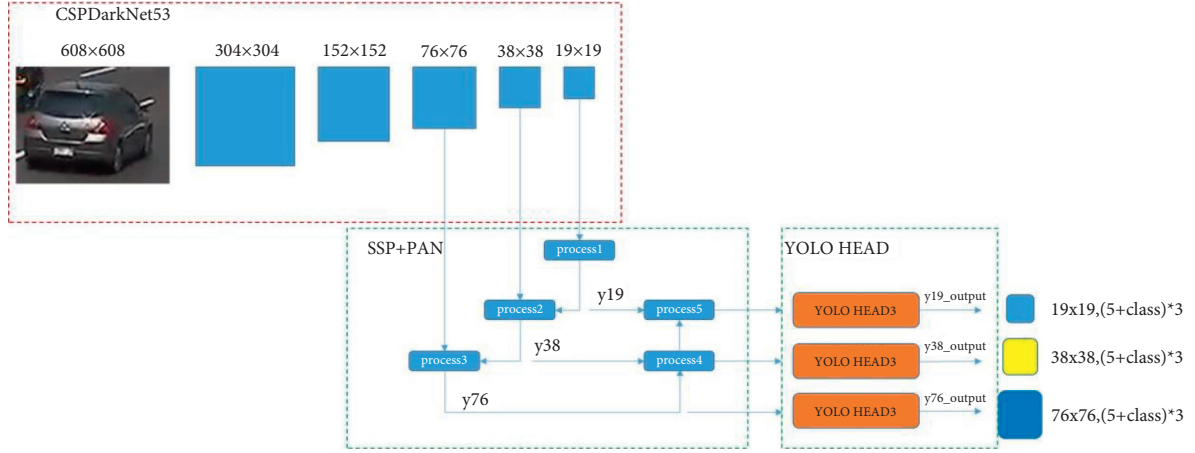 CSPDarkNet53
608×608
304×304
152×152
76×76
38×38
19×19
SSP+PAN
process1
process2
y19
process5
process3
y38
process4
y76
YOLO HEAD
YOLO HEAD3
y19_output
19x19,(5+class)*3
YOLO HEAD3
y38_output
38x38,(5+class)*3
YOLO HEAD3
y76_output
76x76,(5+class)*3